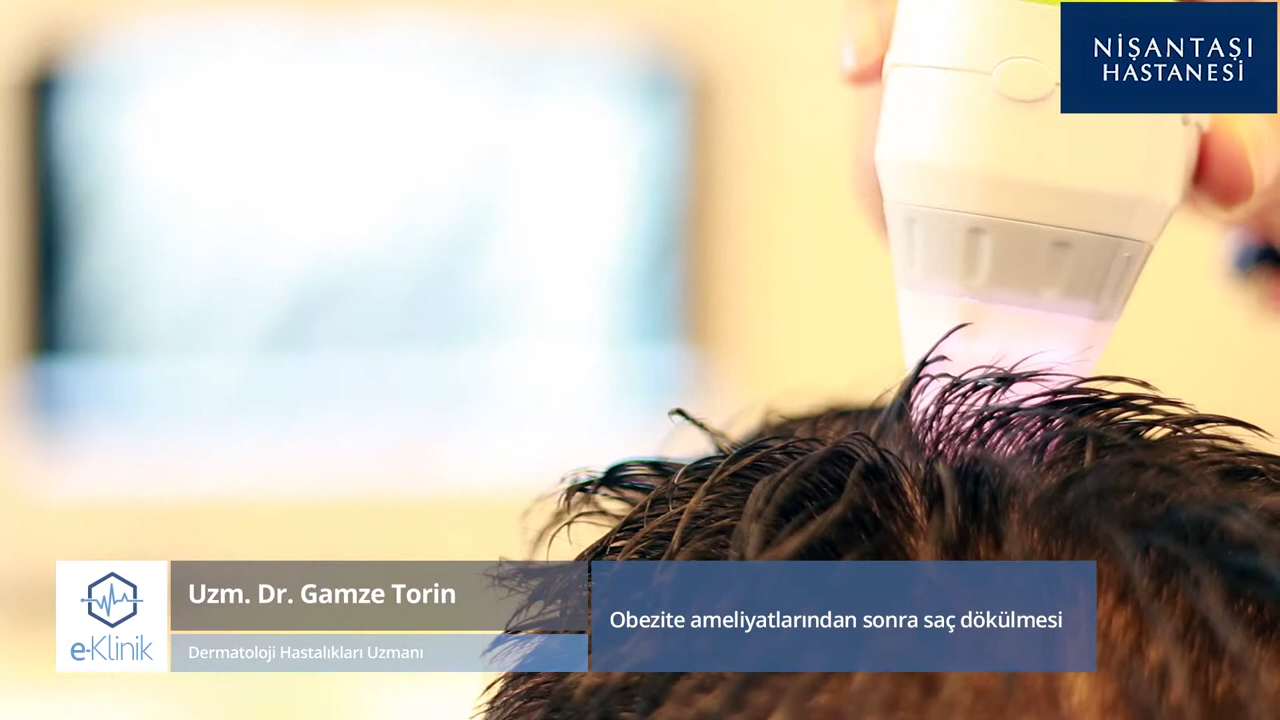 NİŞANTAŞI
HASTANESİ
Uzm. Dr. Gamze Torin
Obezite ameliyatlarından sonra saç dökülmesi
e-Klinik
Dermatoloji Hastalıkları Uzmanı